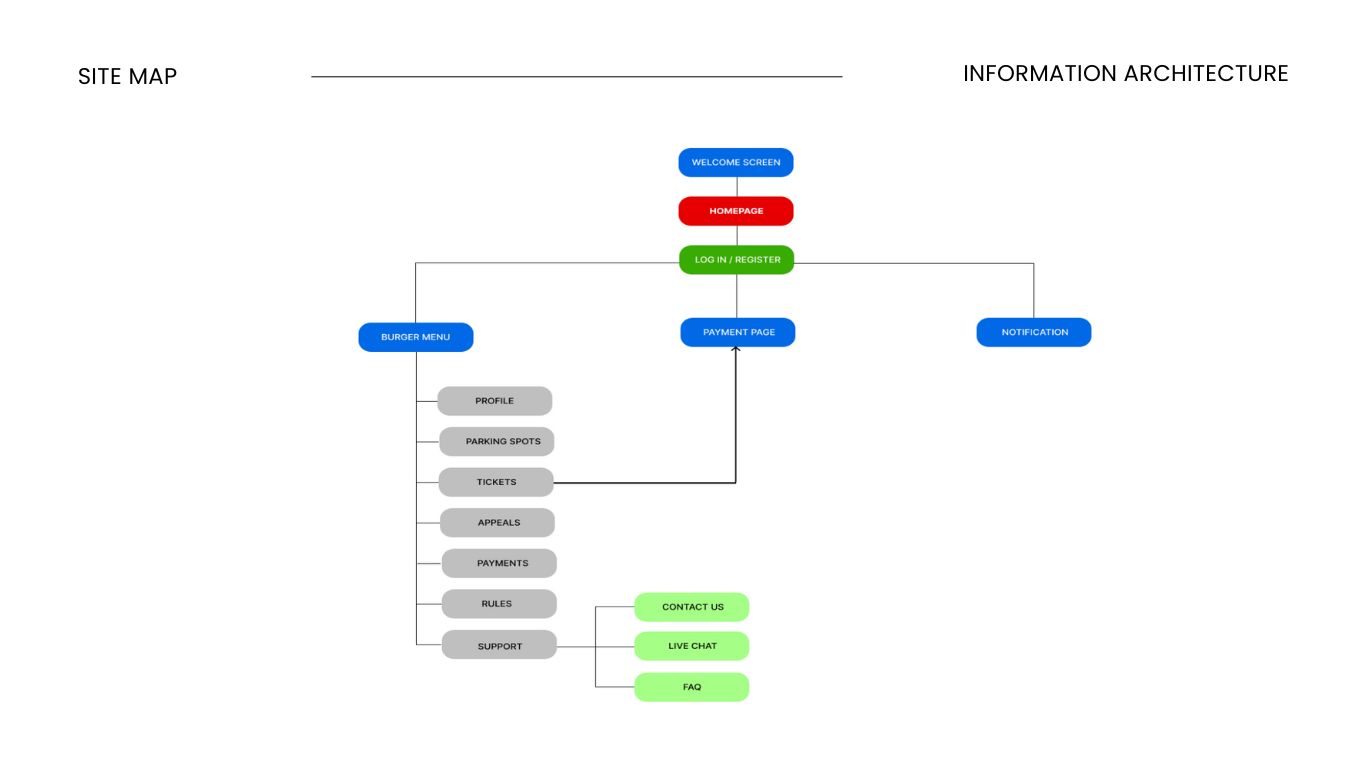 SITE MAP
INFORMATION ARCHITECTURE
WELCOME SCREEN
HOMEPAGE
LOG IN / REGISTER
BURGER MENU
PAYMENT PAGE
NOTIFICATION
PROFILE
PARKING SPOTS
TICKETS
APPEALS
PAYMENTS
RULES
SUPPORT
CONTACT US
LIVE CHAT
FAQ